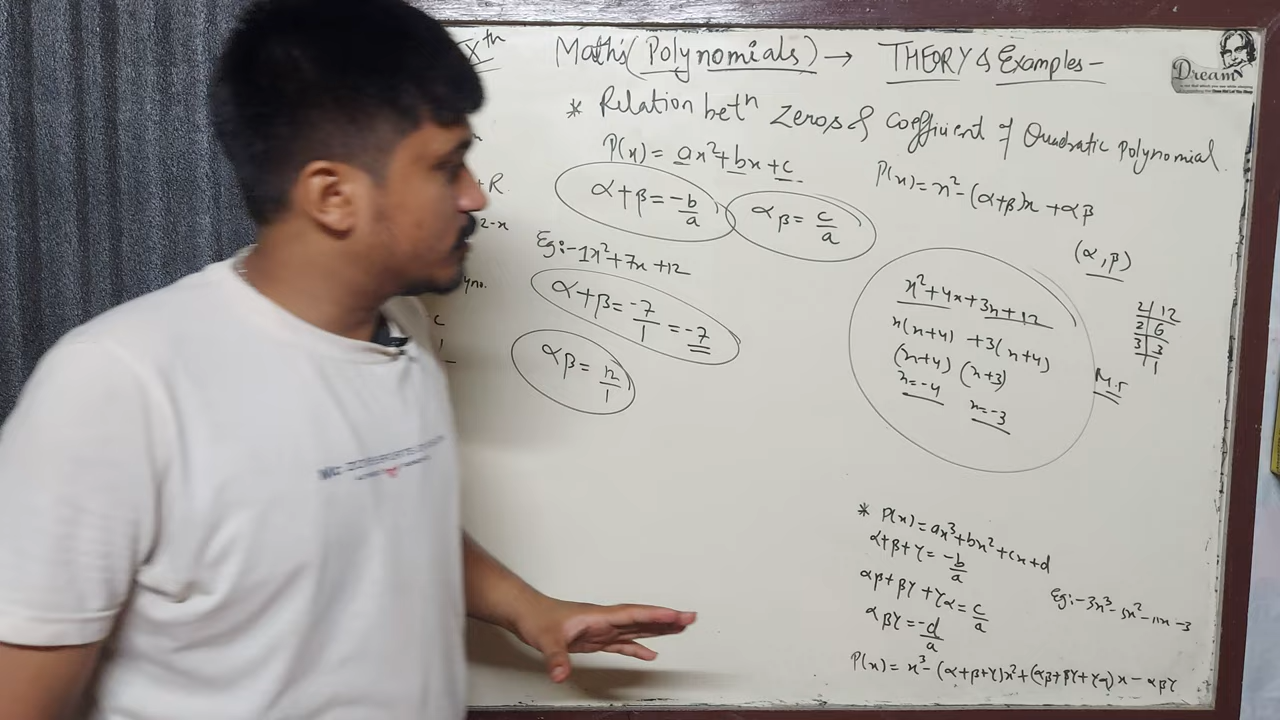 Xth Maths (Polynomials) → THEORY & Examples -
* Relation betn Zeros & coefficient of Quadratic Polynomial
P(x) = ax²+bx+c
P(x) = x²-(α+β)x+αβ
α+β = -b/a
αβ = c/a
(α,β)
+R
2-x
Eg:- 1x²+7x+12
α+β = -7/1 = -7
αβ = 12/1
x²+4x+3x+12
x(x+4) +3(x+4)
(x+4) (x+3)
x=-4 x=-3
2 | 12
2 | 6
3 | 3
1
M.T
* P(x) = ax³+bx²+cx+d
α+β+γ = -b/a
αβ+βγ+γα = c/a
αβγ = -d/a
Eg:- 3x³-5x²-11x-3
P(x) = x³-(α+β+γ)x²+(αβ+βγ+γα)x-αβγ
Dream